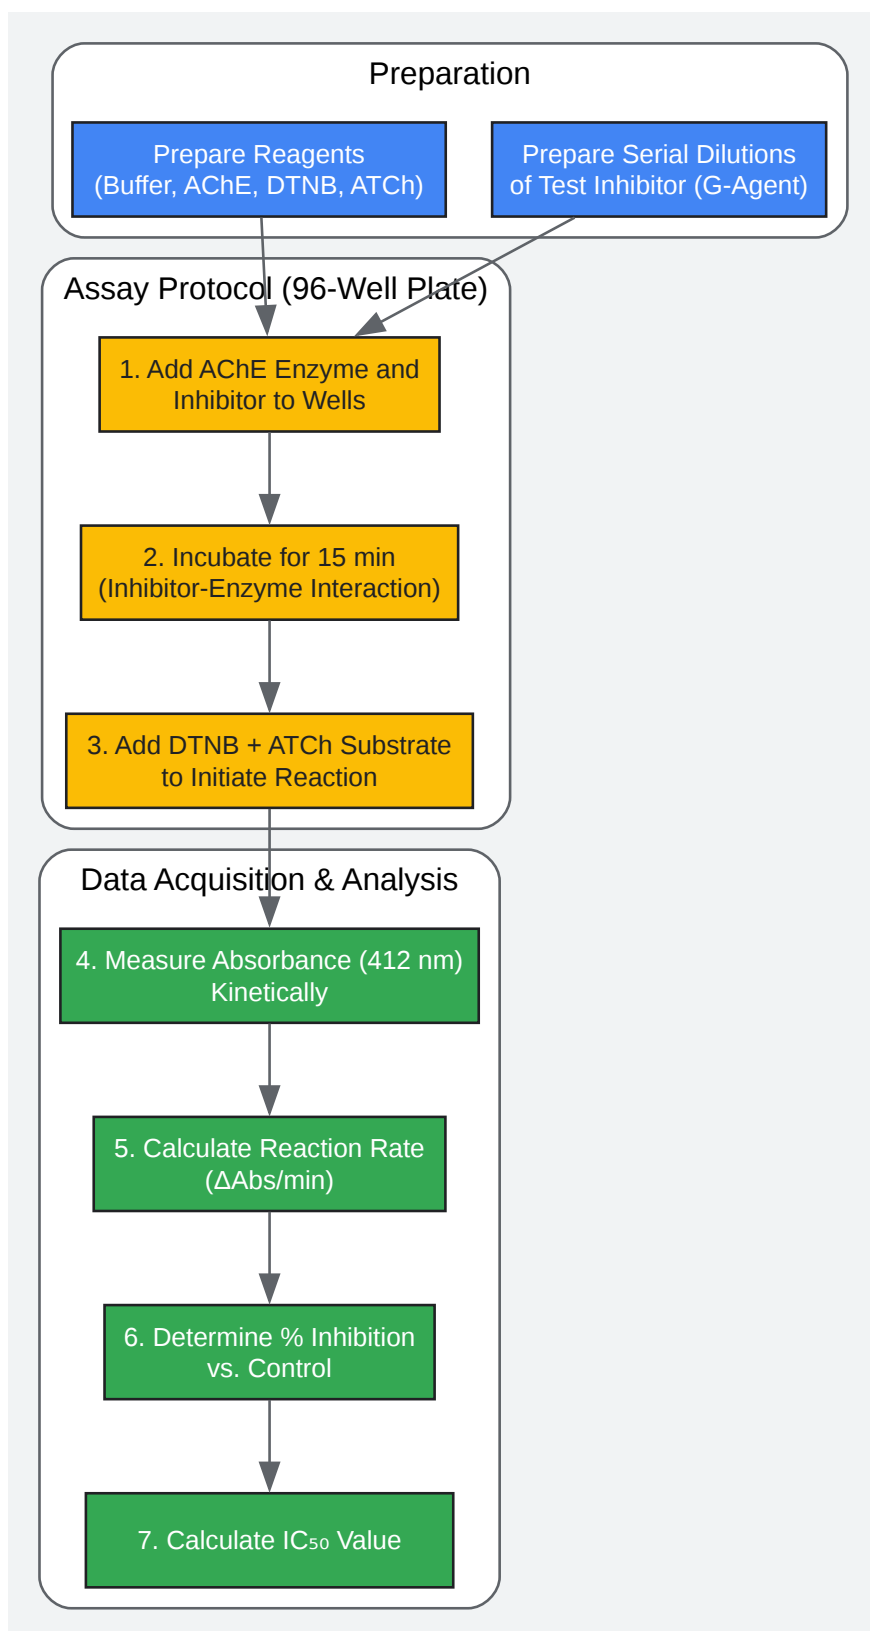 Preparation
Prepare Reagents
(Buffer, AChE, DTNB, ATCh)
Prepare Serial Dilutions
of Test Inhibitor (G-Agent)
Assay Protocol (96-Well Plate)
1. Add AChE Enzyme and
Inhibitor to Wells
2. Incubate for 15 min
(Inhibitor-Enzyme Interaction)
3. Add DTNB + ATCh Substrate
to Initiate Reaction
Data Acquisition & Analysis
4. Measure Absorbance (412 nm)
Kinetically
5. Calculate Reaction Rate
(ΔAbs/min)
6. Determine % Inhibition
vs. Control
7. Calculate IC₅₀ Value